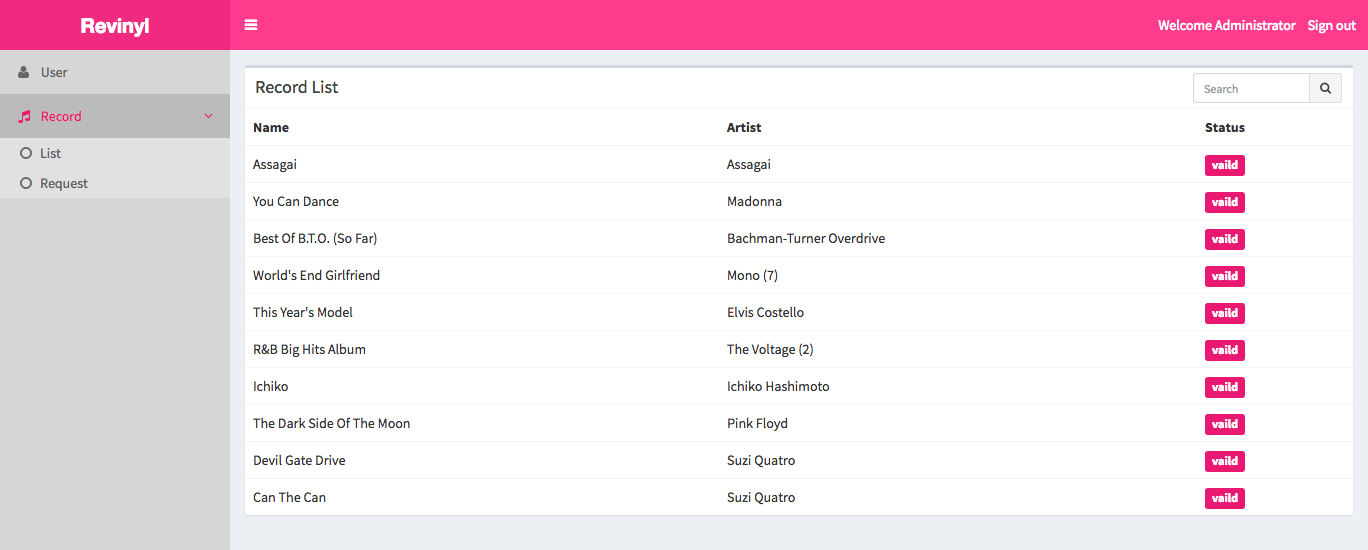 Revinyl
Welcome Administrator Sign out
User
Record
List
Request
Record List
Search
Name Artist Status
Assagai Assagai vaild
You Can Dance Madonna vaild
Best Of B.T.O. (So Far) Bachman-Turner Overdrive vaild
World's End Girlfriend Mono (7) vaild
This Year's Model Elvis Costello vaild
R&B Big Hits Album The Voltage (2) vaild
Ichiko Ichiko Hashimoto vaild
The Dark Side Of The Moon Pink Floyd vaild
Devil Gate Drive Suzi Quatro vaild
Can The Can Suzi Quatro vaild